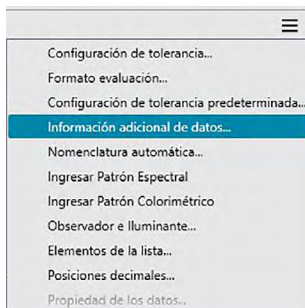 Configuración de tolerancia...
Formato evaluación...
Configuración de tolerancia predeterminada...
Información adicional de datos...
Nomenclatura automática...
Ingresar Patrón Espectral
Ingresar Patrón Colorimétrico
Observador e Iluminante...
Elementos de la lista...
Posiciones decimales...
Propiedad de los datos...